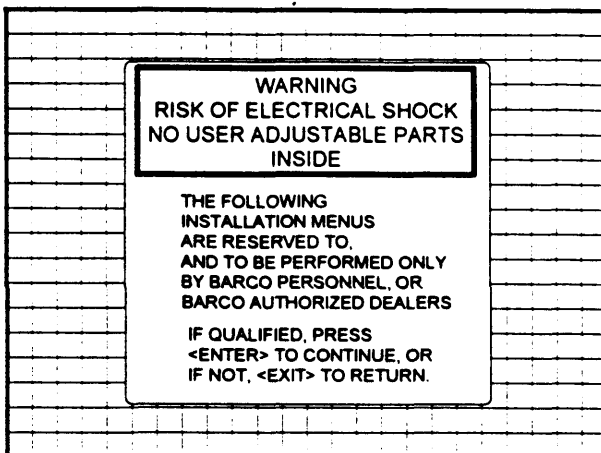 WARNING
RISK OF ELECTRICAL SHOCK
NO USER ADJUSTABLE PARTS
INSIDE
THE FOLLOWING
INSTALLATION MENUS
ARE RESERVED TO,
AND TO BE PERFORMED ONLY
BY BARCO PERSONNEL, OR
BARCO AUTHORIZED DEALERS
IF QUALIFIED, PRESS
<ENTER> TO CONTINUE, OR
IF NOT, <EXIT> TO RETURN.